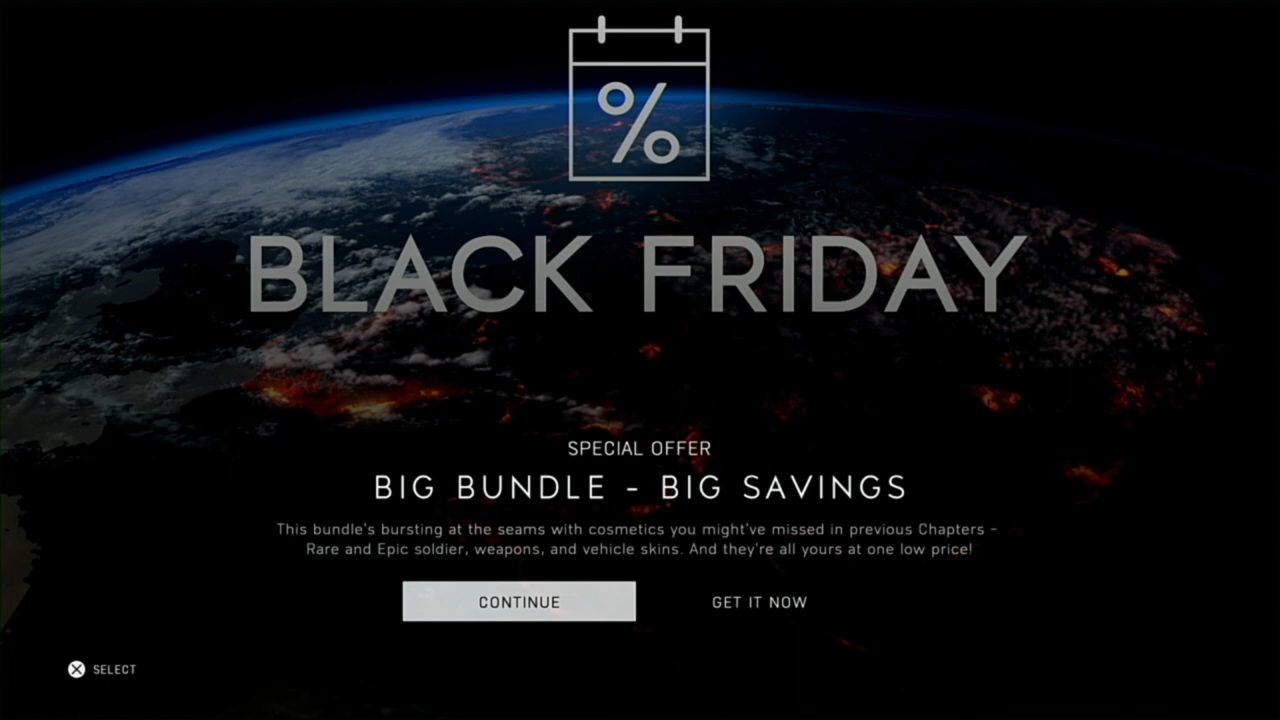 %
BLACK FRIDAY
SPECIAL OFFER
BIG BUNDLE - BIG SAVINGS
This bundle's bursting at the seams with cosmetics you might've missed in previous Chapters -
Rare and Epic soldier, weapons, and vehicle skins. And they're all yours at one low price!
CONTINUE
GET IT NOW
SELECT